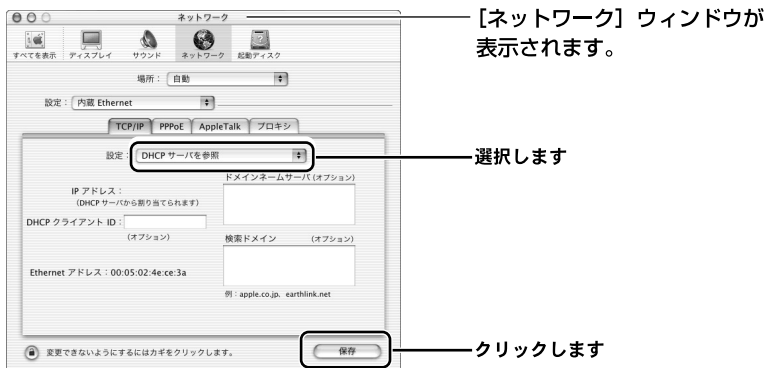 ネットワーク
[ネットワーク] ウィンドウが
表示されます。
すべてを表示 ディスプレイ サウンド ネットワーク 起動ディスク
場所： 自動
設定： 内蔵 Ethernet
TCP/IP PPPoE AppleTalk プロキシ
設定： DHCP サーバを参照
選択します
ドメインネームサーバ (オプション)
IP アドレス：
(DHCP サーバから割り当てられます)
DHCP クライアント ID：
(オプション)
検索ドメイン (オプション)
Ethernet アドレス：00:05:02:4e:ce:3a
例：apple.co.jp、earthlink.net
変更できないようにするにはカギをクリックします。
保存
クリックします